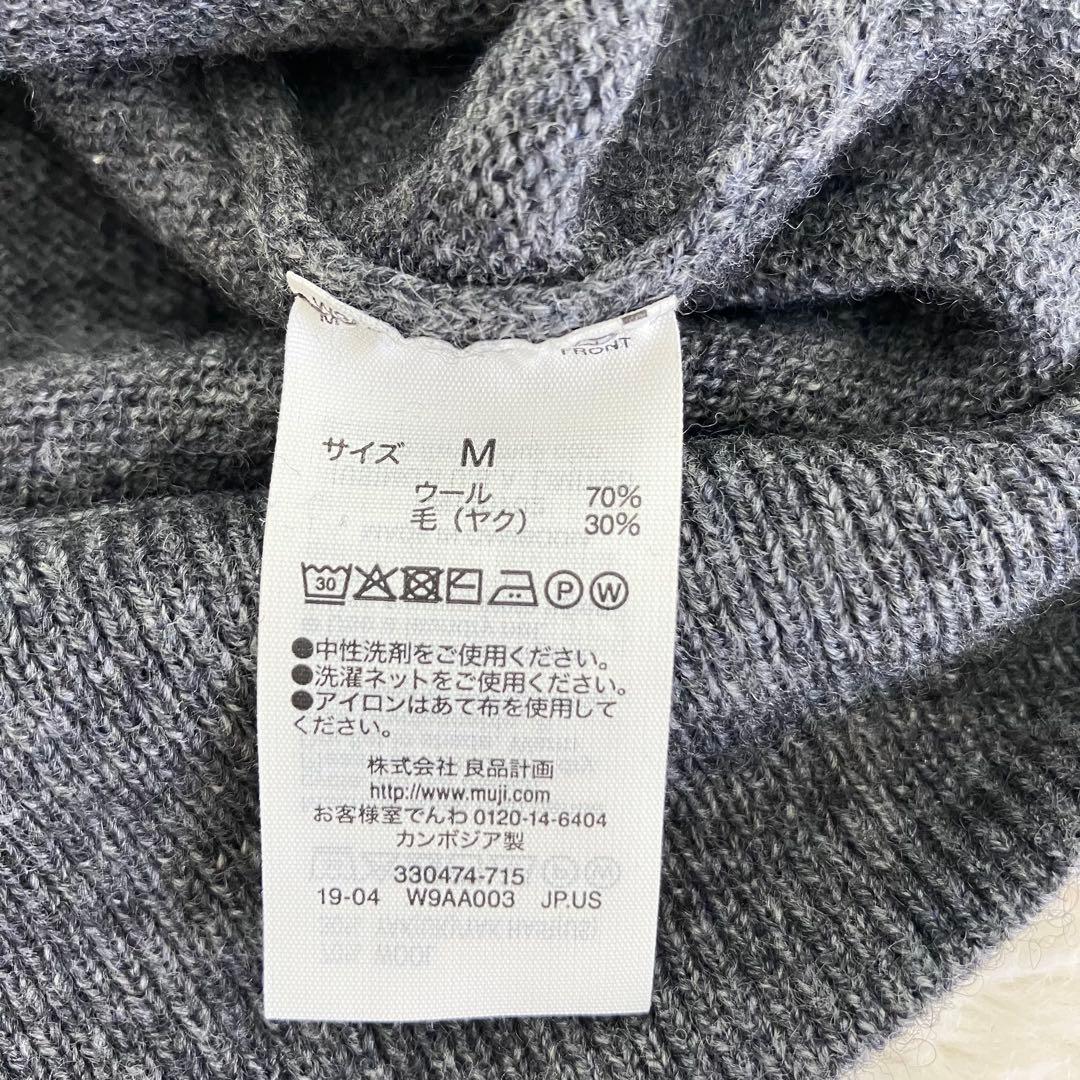 FRONT
サイズ M
ウール 70%
毛（ヤク） 30%
30 P W
●中性洗剤をご使用ください。
●洗濯ネットをご使用ください。
●アイロンはあて布を使用して
ください。
株式会社 良品計画
http://www.muji.com
お客様室でんわ 0120-14-6404
カンボジア製
330474-715
19-04 W9AA003 JP.US